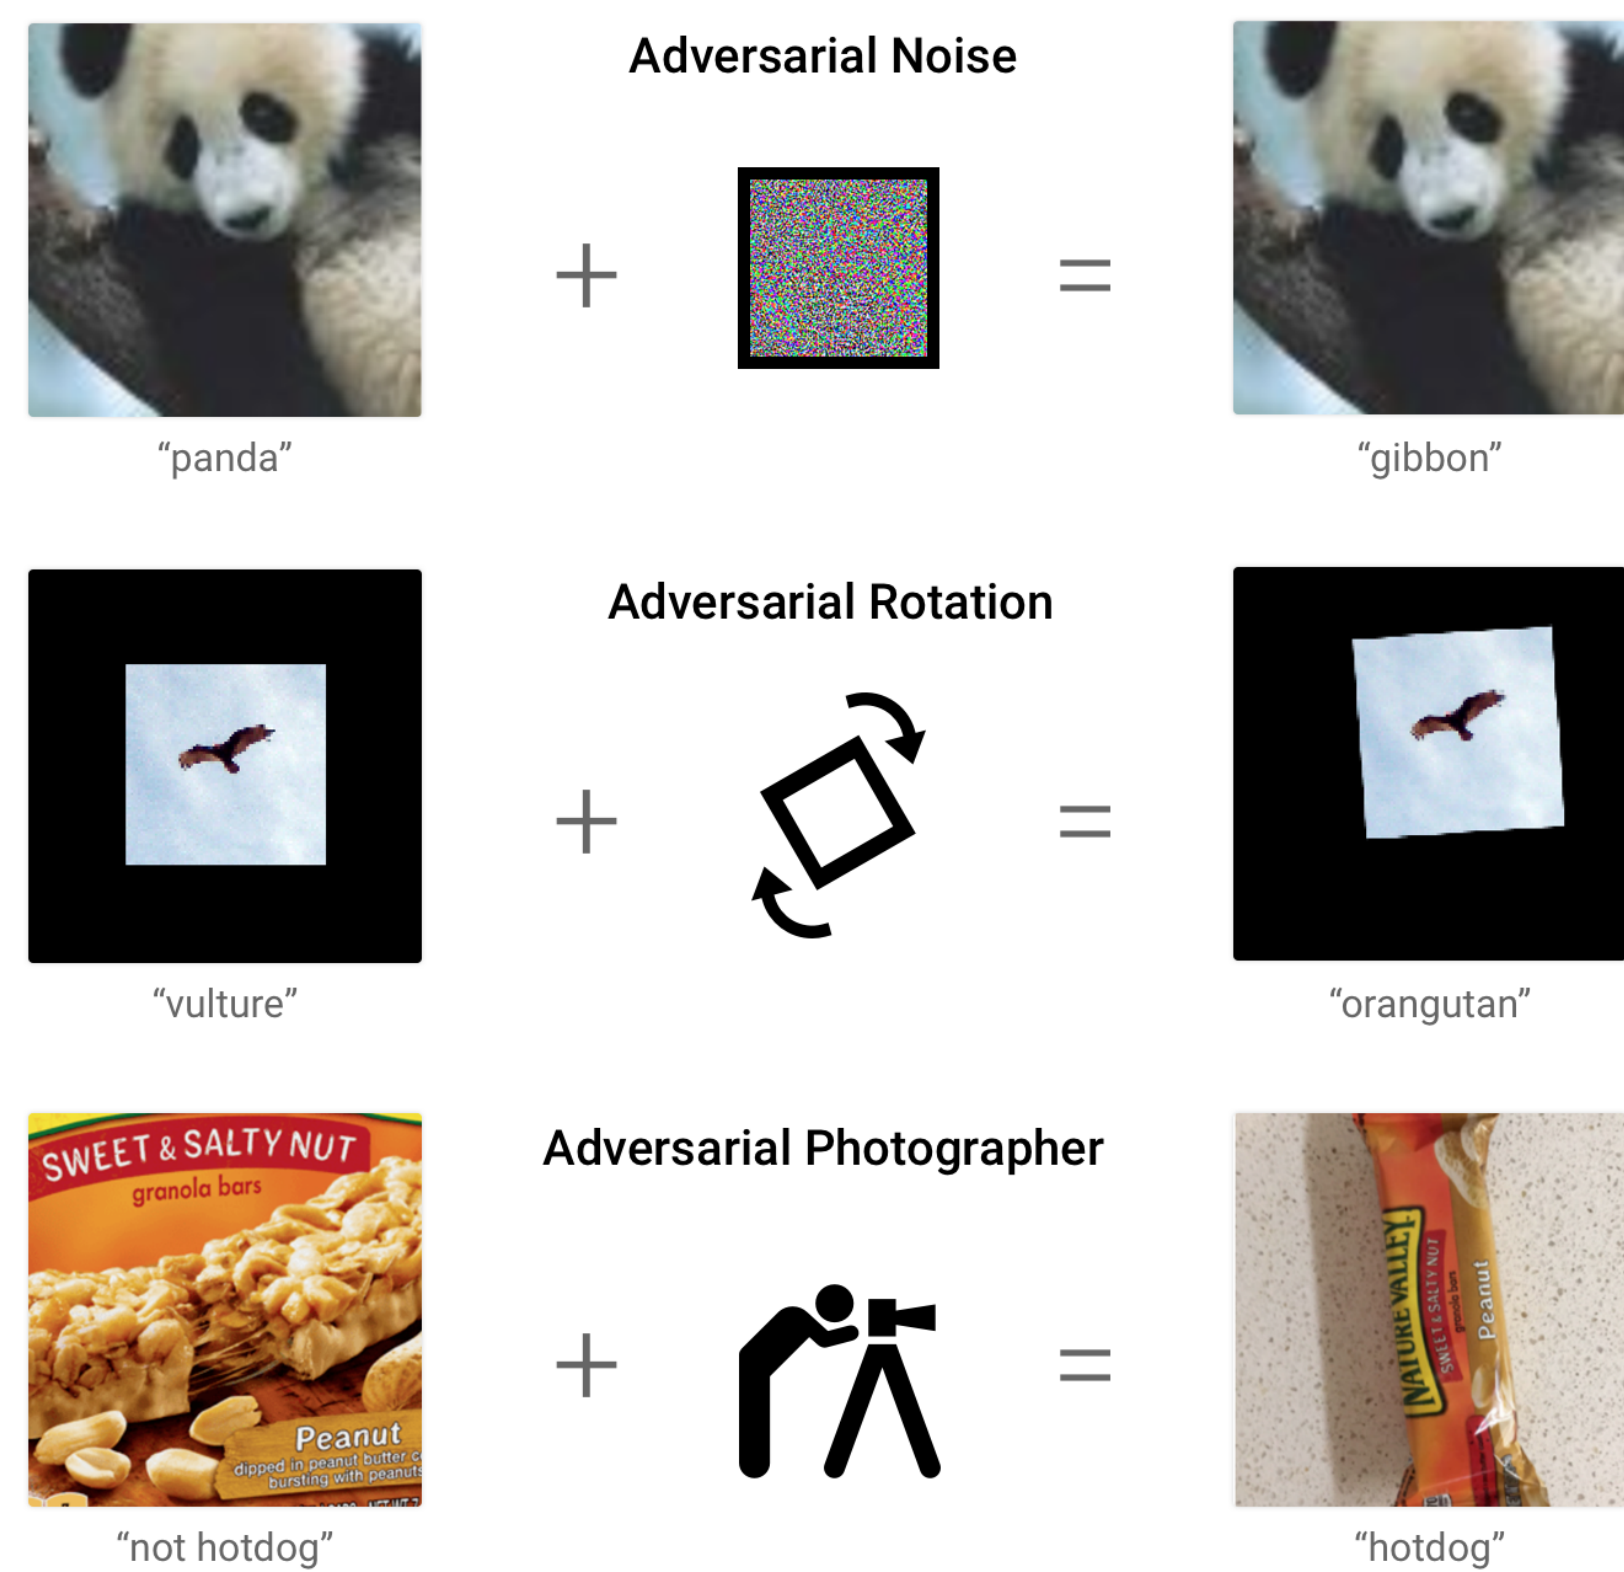 Adversarial Noise
“panda”
“gibbon”
Adversarial Rotation
“vulture”
“orangutan”
Adversarial Photographer
SWEET & SALTY NUT
granola bars
Peanut
dipped in peanut butter
bursting with peanuts
NATURE VALLEY
SWEET & SALTY NUT
granola bars
Peanut
“not hotdog”
“hotdog”